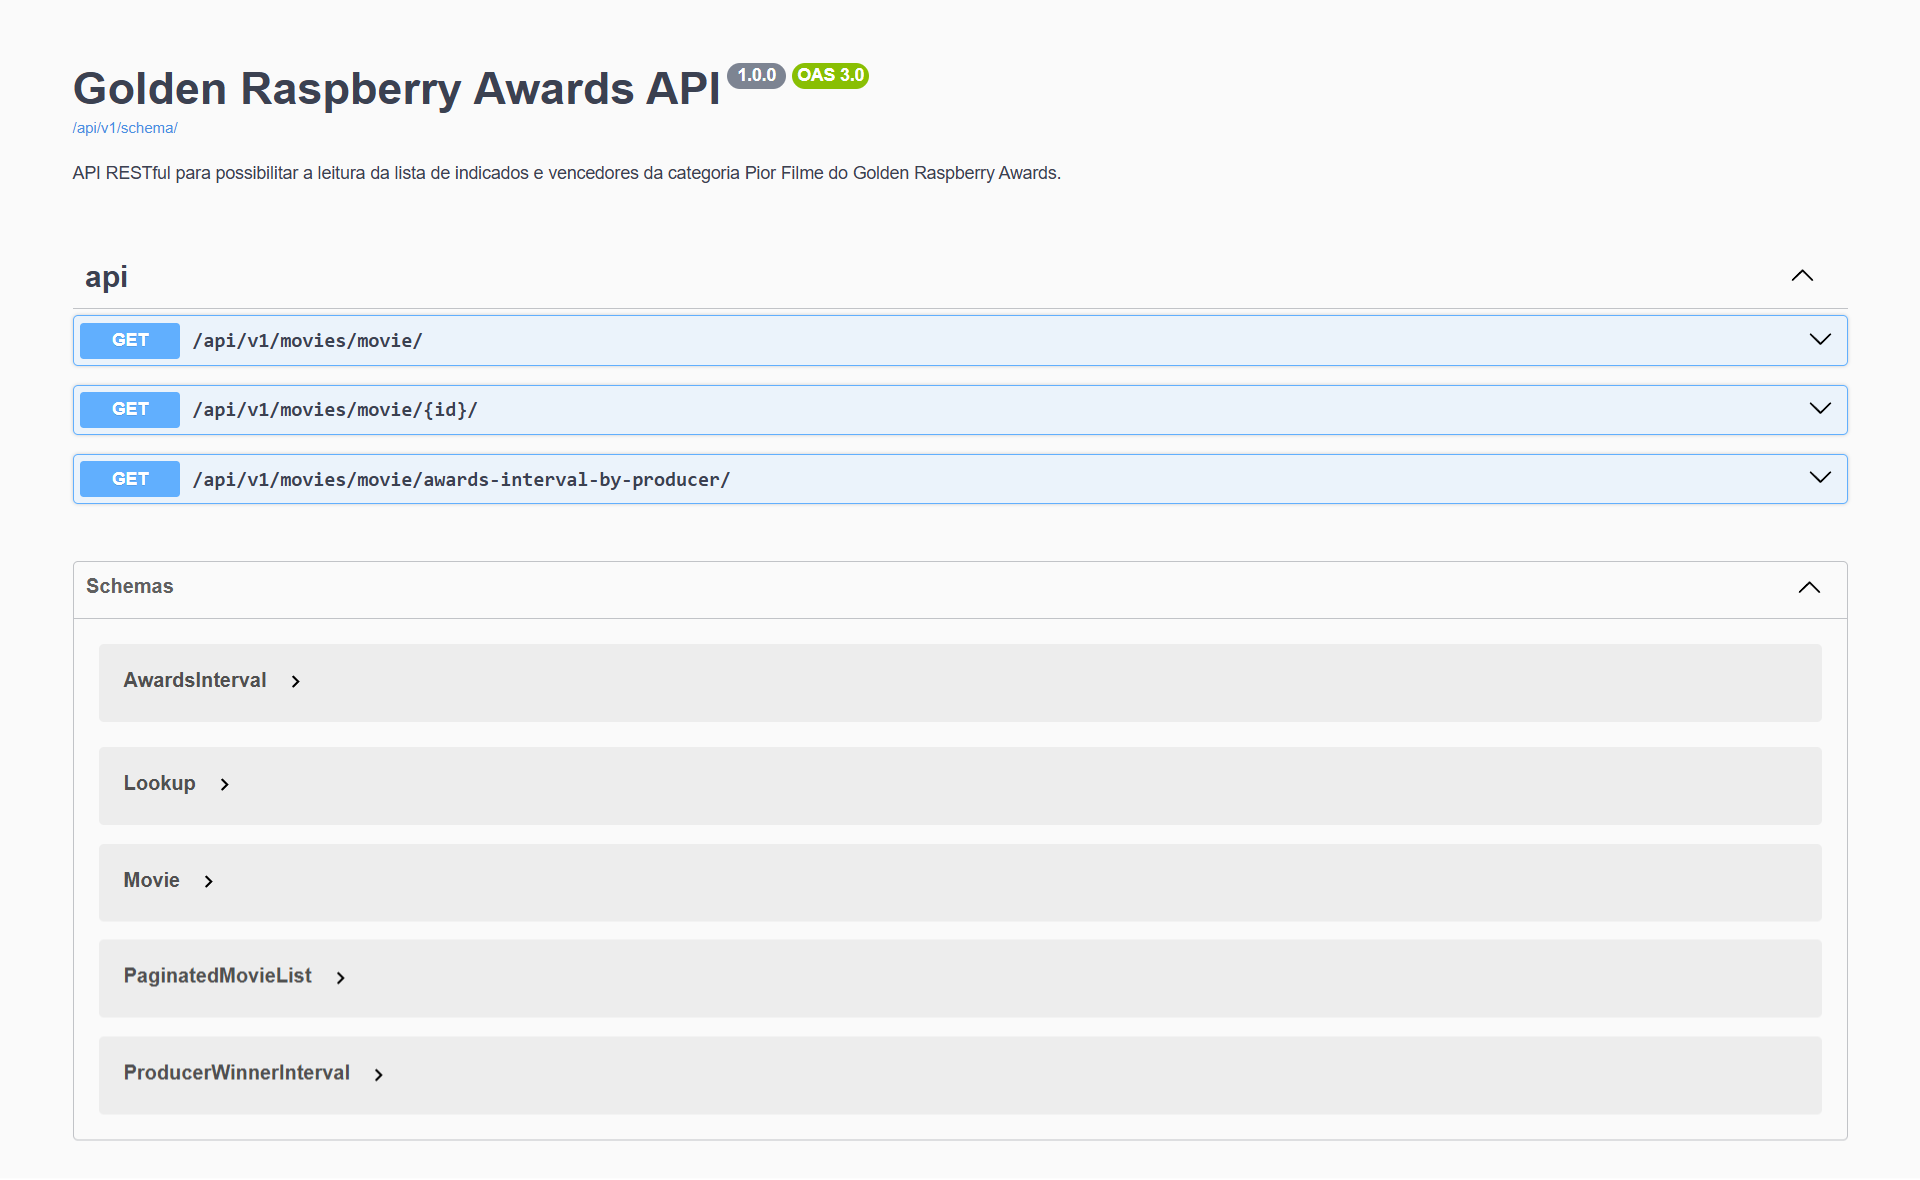 Golden Raspberry Awards API 1.0.0 OAS 3.0
/api/v1/schema/
API RESTful para possibilitar a leitura da lista de indicados e vencedores da categoria Pior Filme do Golden Raspberry Awards.
api
GET /api/v1/movies/movie/
GET /api/v1/movies/movie/{id}/
GET /api/v1/movies/movie/awards-interval-by-producer/
Schemas
AwardsInterval
Lookup
Movie
PaginatedMovieList
ProducerWinnerInterval